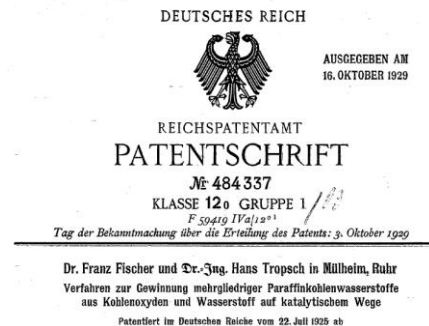 DEUTSCHES REICH
AUSGEGEBEN AM
16. OKTOBER 1929
REICHSPATENTAMT
PATENTSCHRIFT
№ 484337
KLASSE 12o GRUPPE 1
F 59419 IVa/12o1
Tag der Bekanntmachung über die Erteilung des Patents: 3. Oktober 1929
Dr. Franz Fischer und Dr.-Ing. Hans Tropsch in Mülheim, Ruhr
Verfahren zur Gewinnung mehrgliedriger Paraffinkohlenwasserstoffe
aus Kohlenoxyden und Wasserstoff auf katalytischem Wege
Patentiert im Deutschen Reiche vom 22. Juli 1925 ab